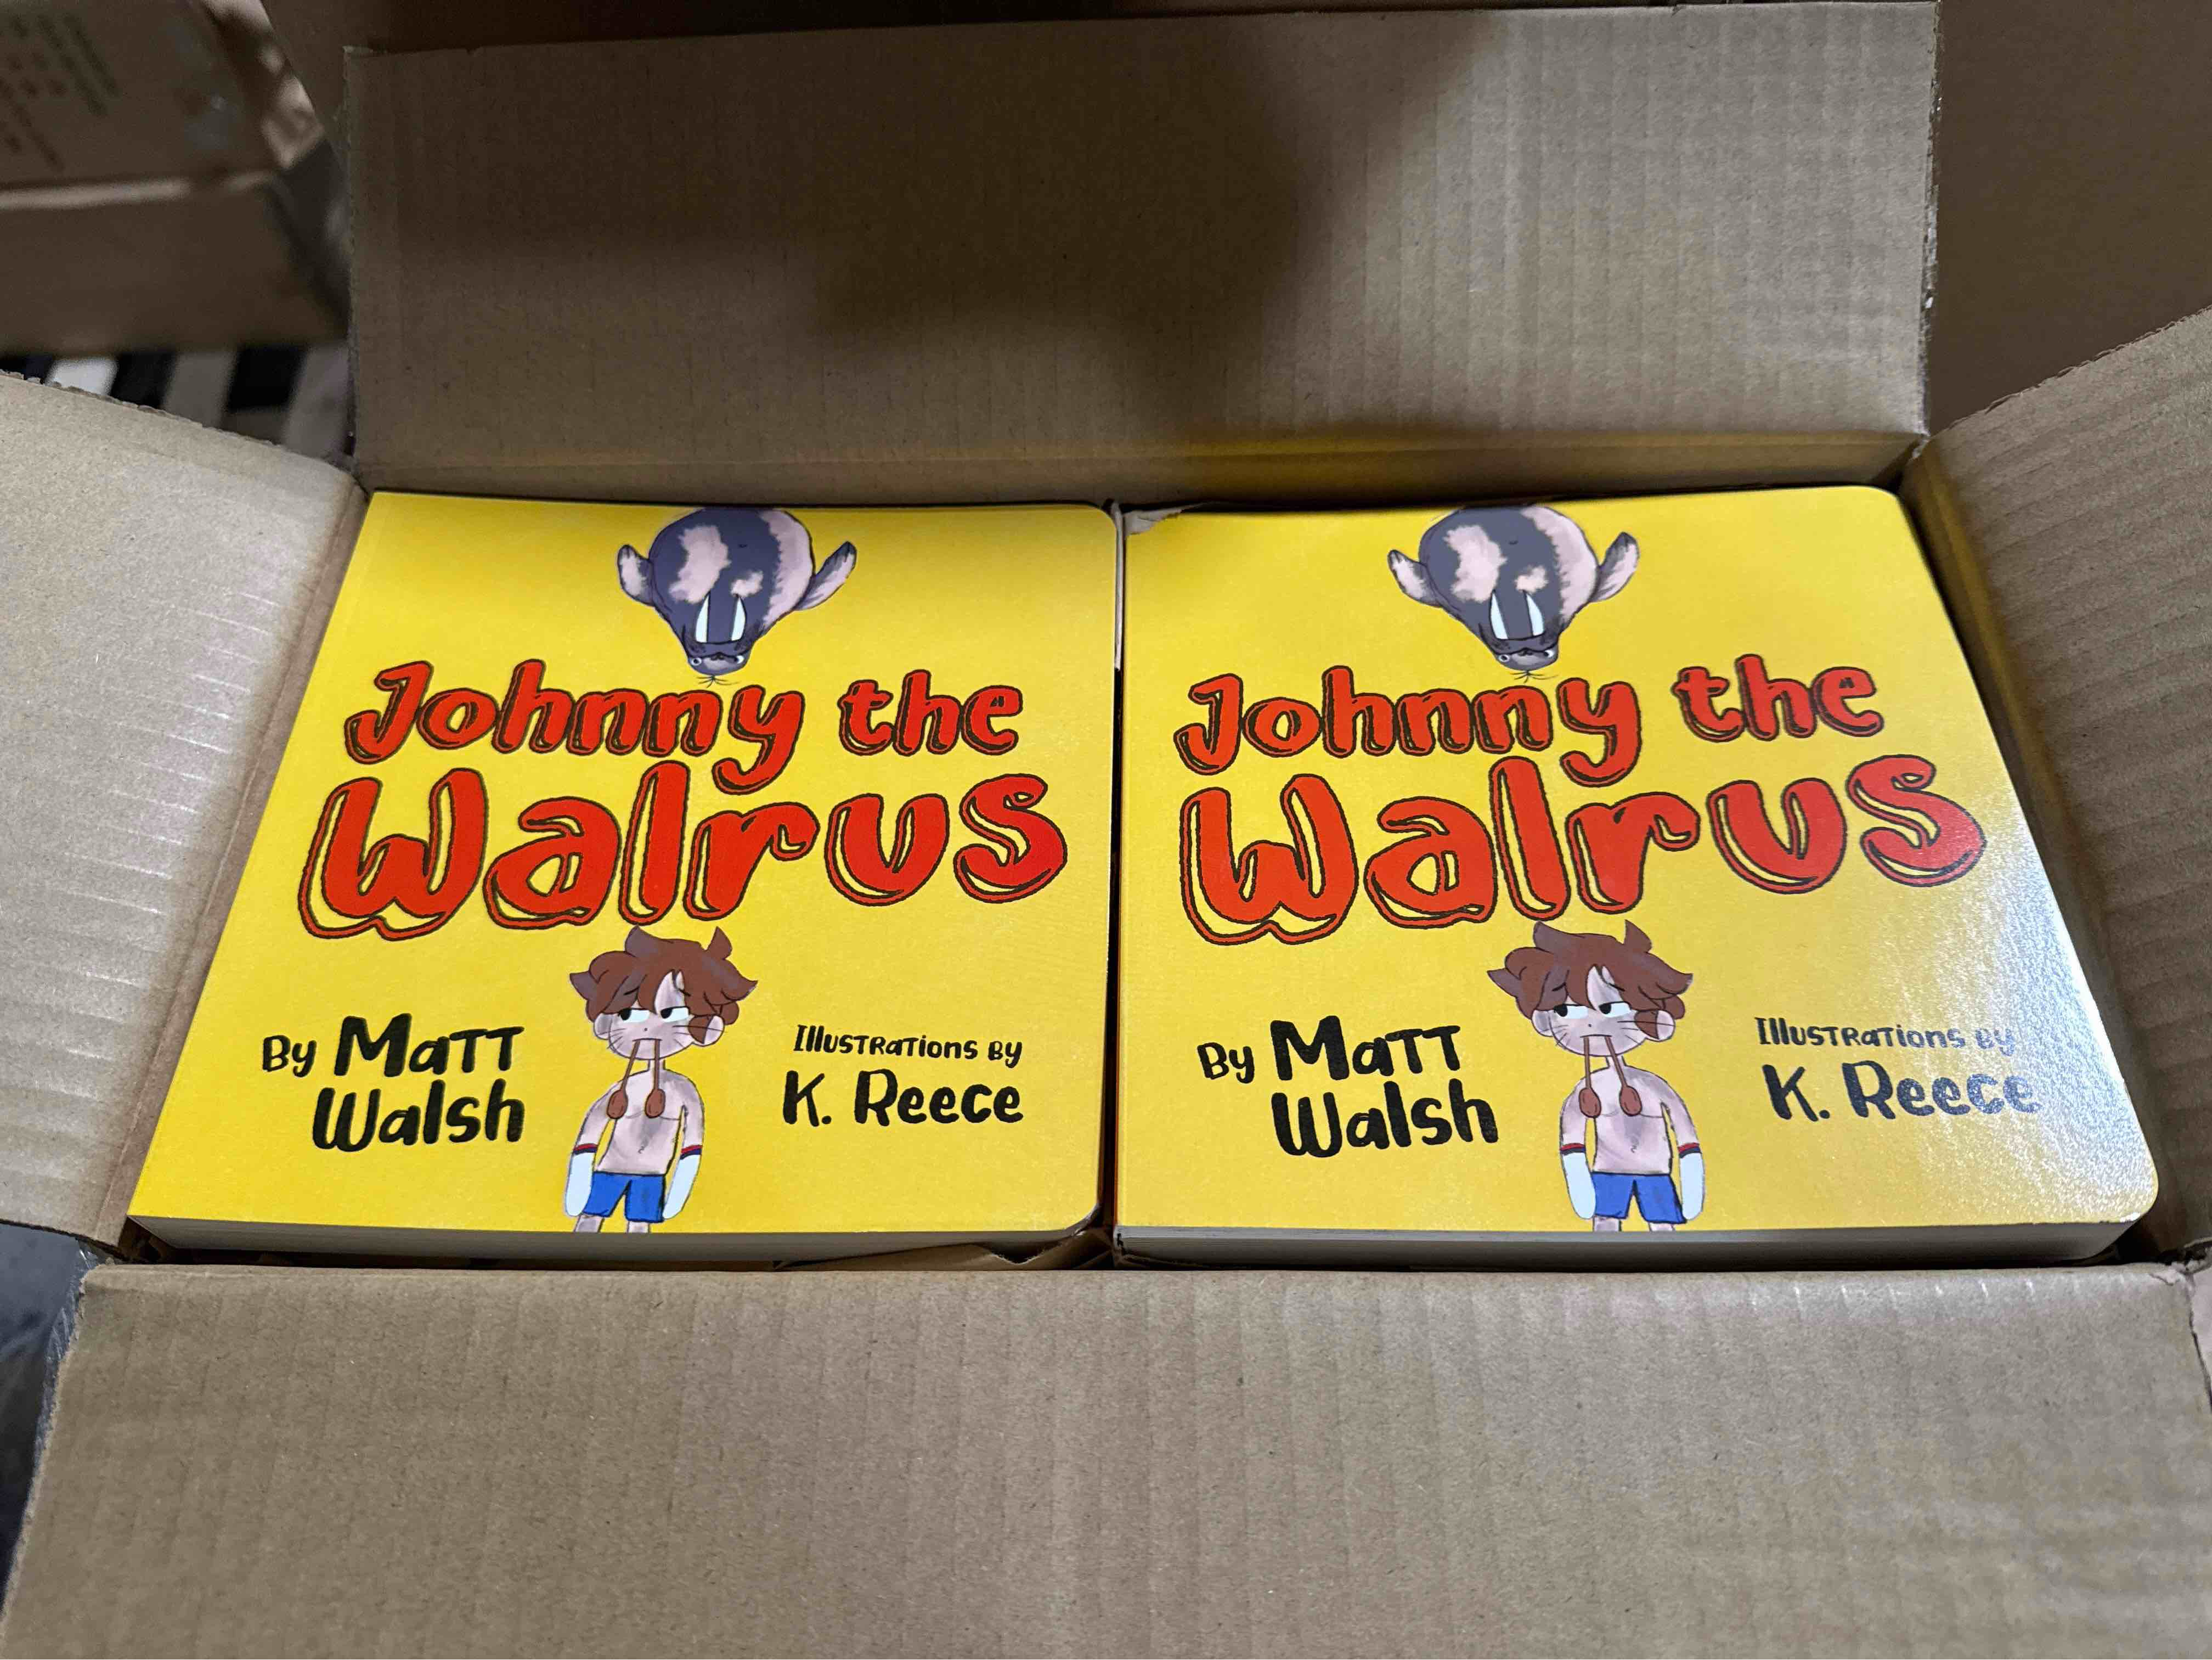 Johnny the
Walrus
By Matt
Walsh
Illustrations by
K. Reece
Johnny the
Walrus
By Matt
Walsh
Illustrations by
K. Reece